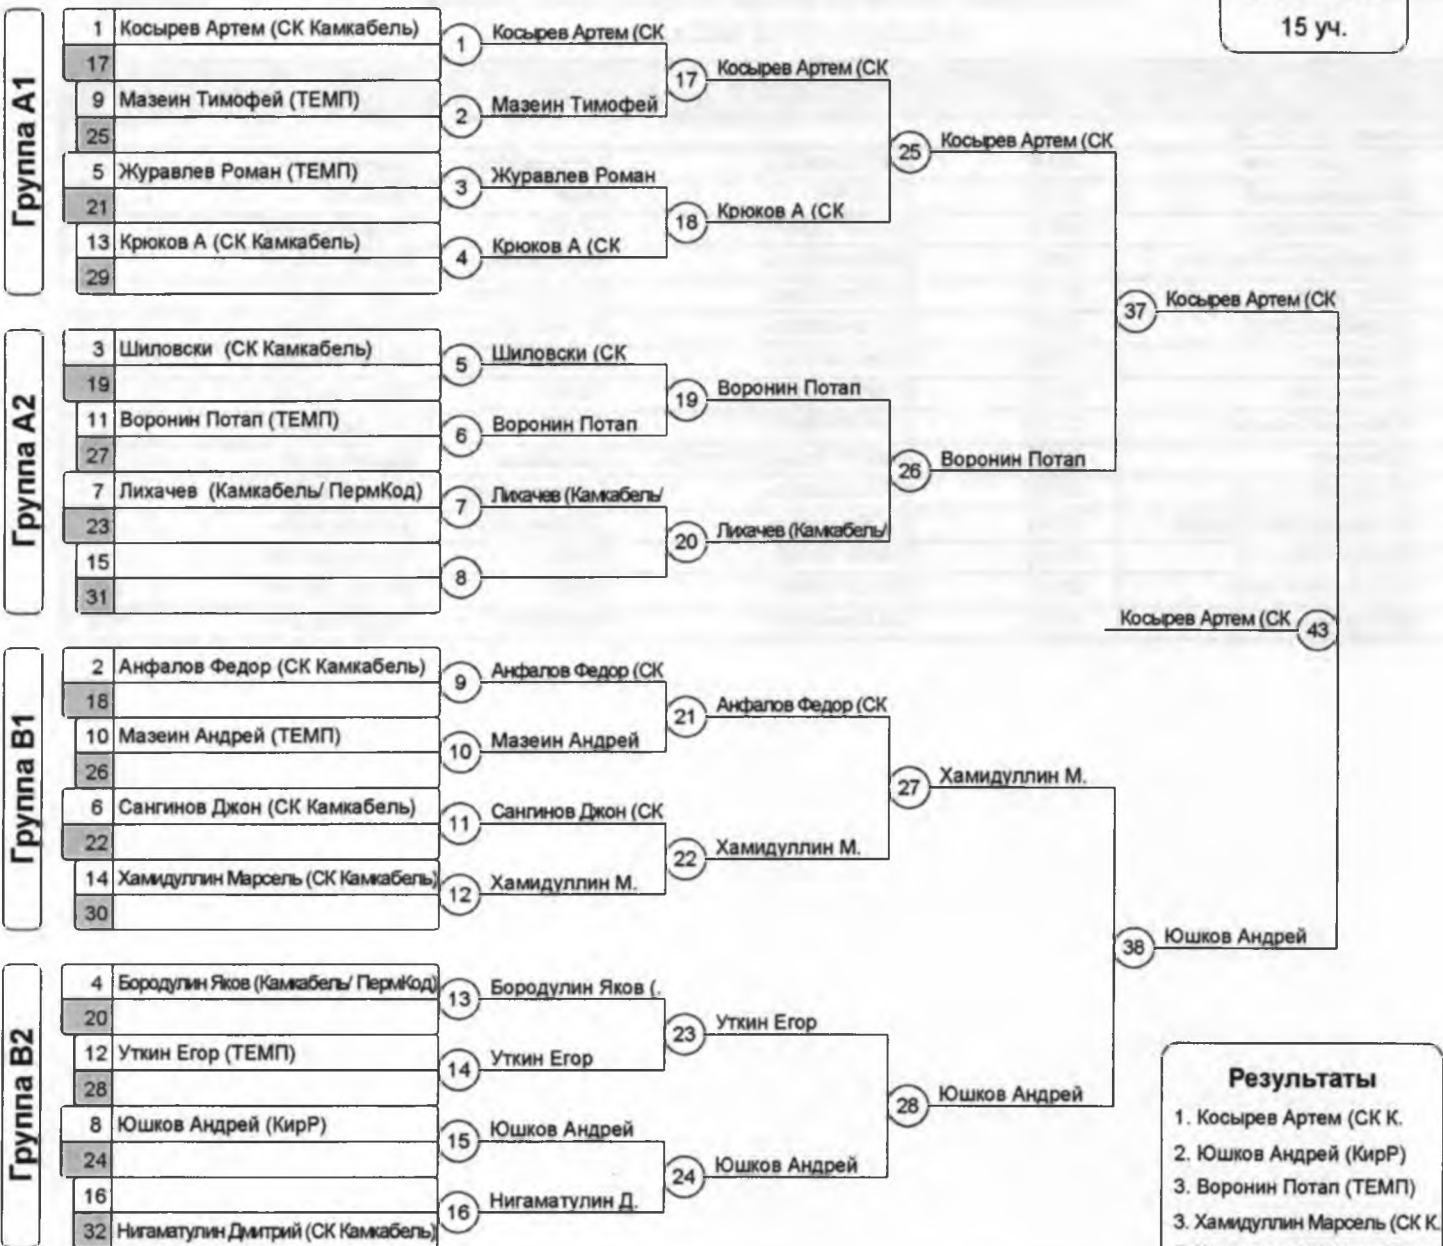 15 уч.
Группа A1
1 Косырев Артем (СК Камкабель)
17
9 Мазеин Тимофей (ТЕМП)
25
5 Журавлев Роман (ТЕМП)
21
13 Крюков А (СК Камкабель)
29
1 Косырев Артем (СК
2 Мазеин Тимофей
3 Журавлев Роман
4 Крюков А (СК
17 Косырев Артем (СК
18 Крюков А (СК
25 Косырев Артем (СК
Группа A2
3 Шиловски (СК Камкабель)
19
11 Воронин Потап (ТЕМП)
27
7 Лихачев (Камкабель/ ПермКод)
23
15
31
5 Шиловски (СК
6 Воронин Потап
7 Лихачев (Камкабель/
8
19 Воронин Потап
20 Лихачев (Камкабель/
26 Воронин Потап
37 Косырев Артем (СК
Косырев Артем (СК 43
Группа B1
2 Анфалов Федор (СК Камкабель)
18
10 Мазеин Андрей (ТЕМП)
26
6 Сангинов Джон (СК Камкабель)
22
14 Хамидуллин Марсель (СК Камкабель)
30
9 Анфалов Федор (СК
10 Мазеин Андрей
11 Сангинов Джон (СК
12 Хамидуллин М.
21 Анфалов Федор (СК
22 Хамидуллин М.
27 Хамидуллин М.
38 Юшков Андрей
Группа B2
4 Бородулин Яков (Камкабель/ ПермКод)
20
12 Уткин Егор (ТЕМП)
28
8 Юшков Андрей (КирР)
24
16
32 Нигаматулин Дмитрий (СК Камкабель)
13 Бородулин Яков (.
14 Уткин Егор
15 Юшков Андрей
16 Нигаматулин Д.
23 Уткин Егор
24 Юшков Андрей
28 Юшков Андрей
Результаты
1. Косырев Артем (СК К.
2. Юшков Андрей (КирР)
3. Воронин Потап (ТЕМП)
3. Хамидуллин Марсель (СК К.